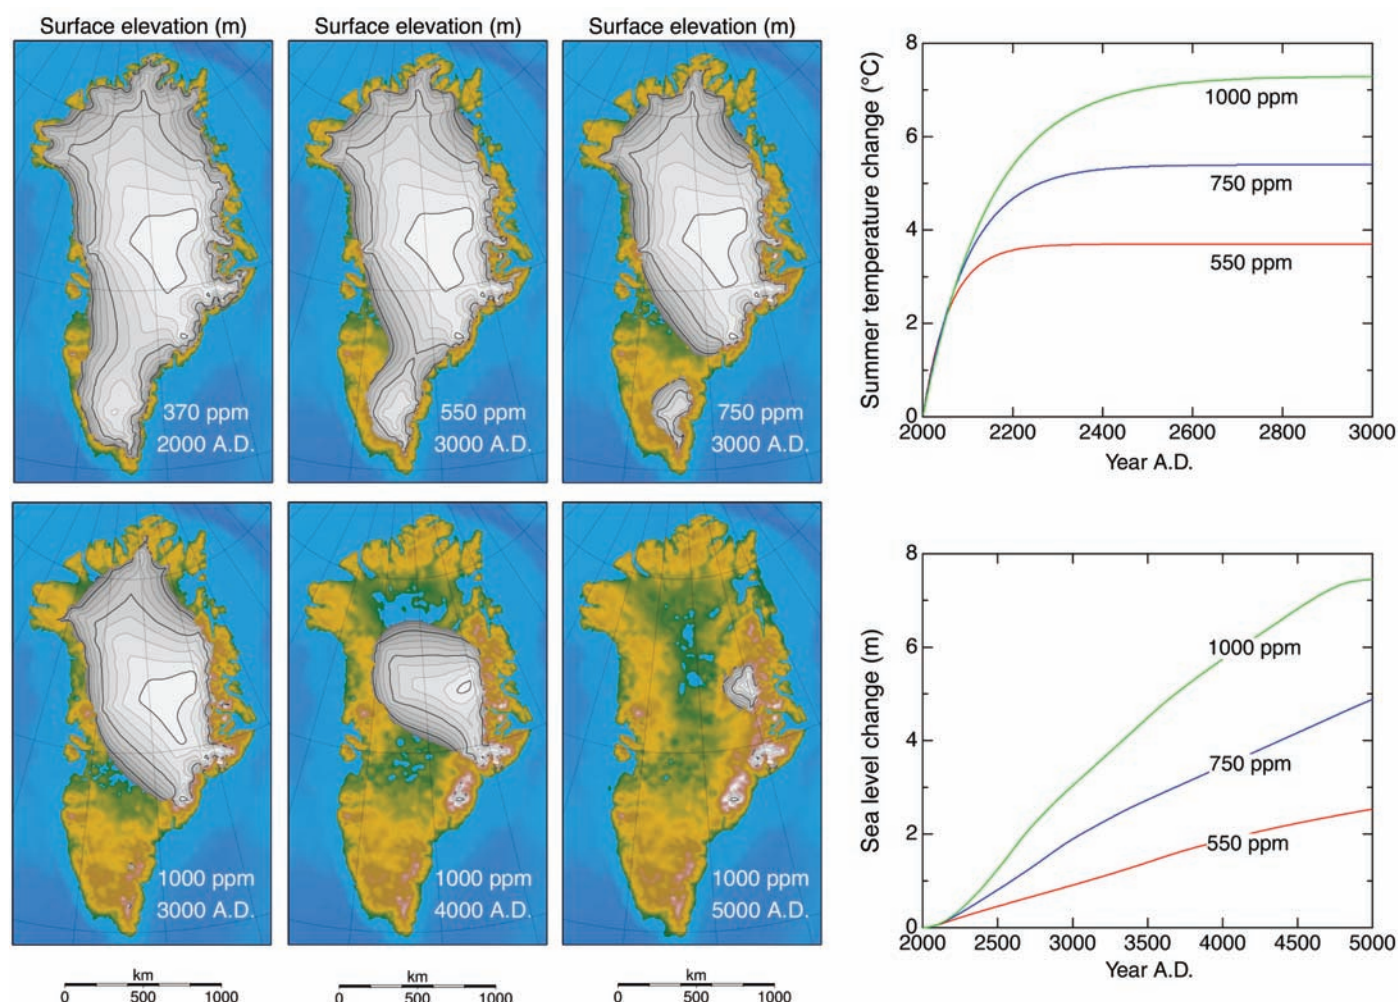 Surface elevation (m)
Surface elevation (m)
Surface elevation (m)
370 ppm
2000 A.D.
550 ppm
3000 A.D.
750 ppm
3000 A.D.
1000 ppm
3000 A.D.
1000 ppm
4000 A.D.
1000 ppm
5000 A.D.
km
0 500 1000
km
0 500 1000
km
0 500 1000
Summer temperature change (°C)
8
6
4
2
0
1000 ppm
750 ppm
550 ppm
2000 2200 2400 2600 2800 3000
Year A.D.
Sea level change (m)
8
6
4
2
0
1000 ppm
750 ppm
550 ppm
2000 2500 3000 3500 4000 4500 5000
Year A.D.